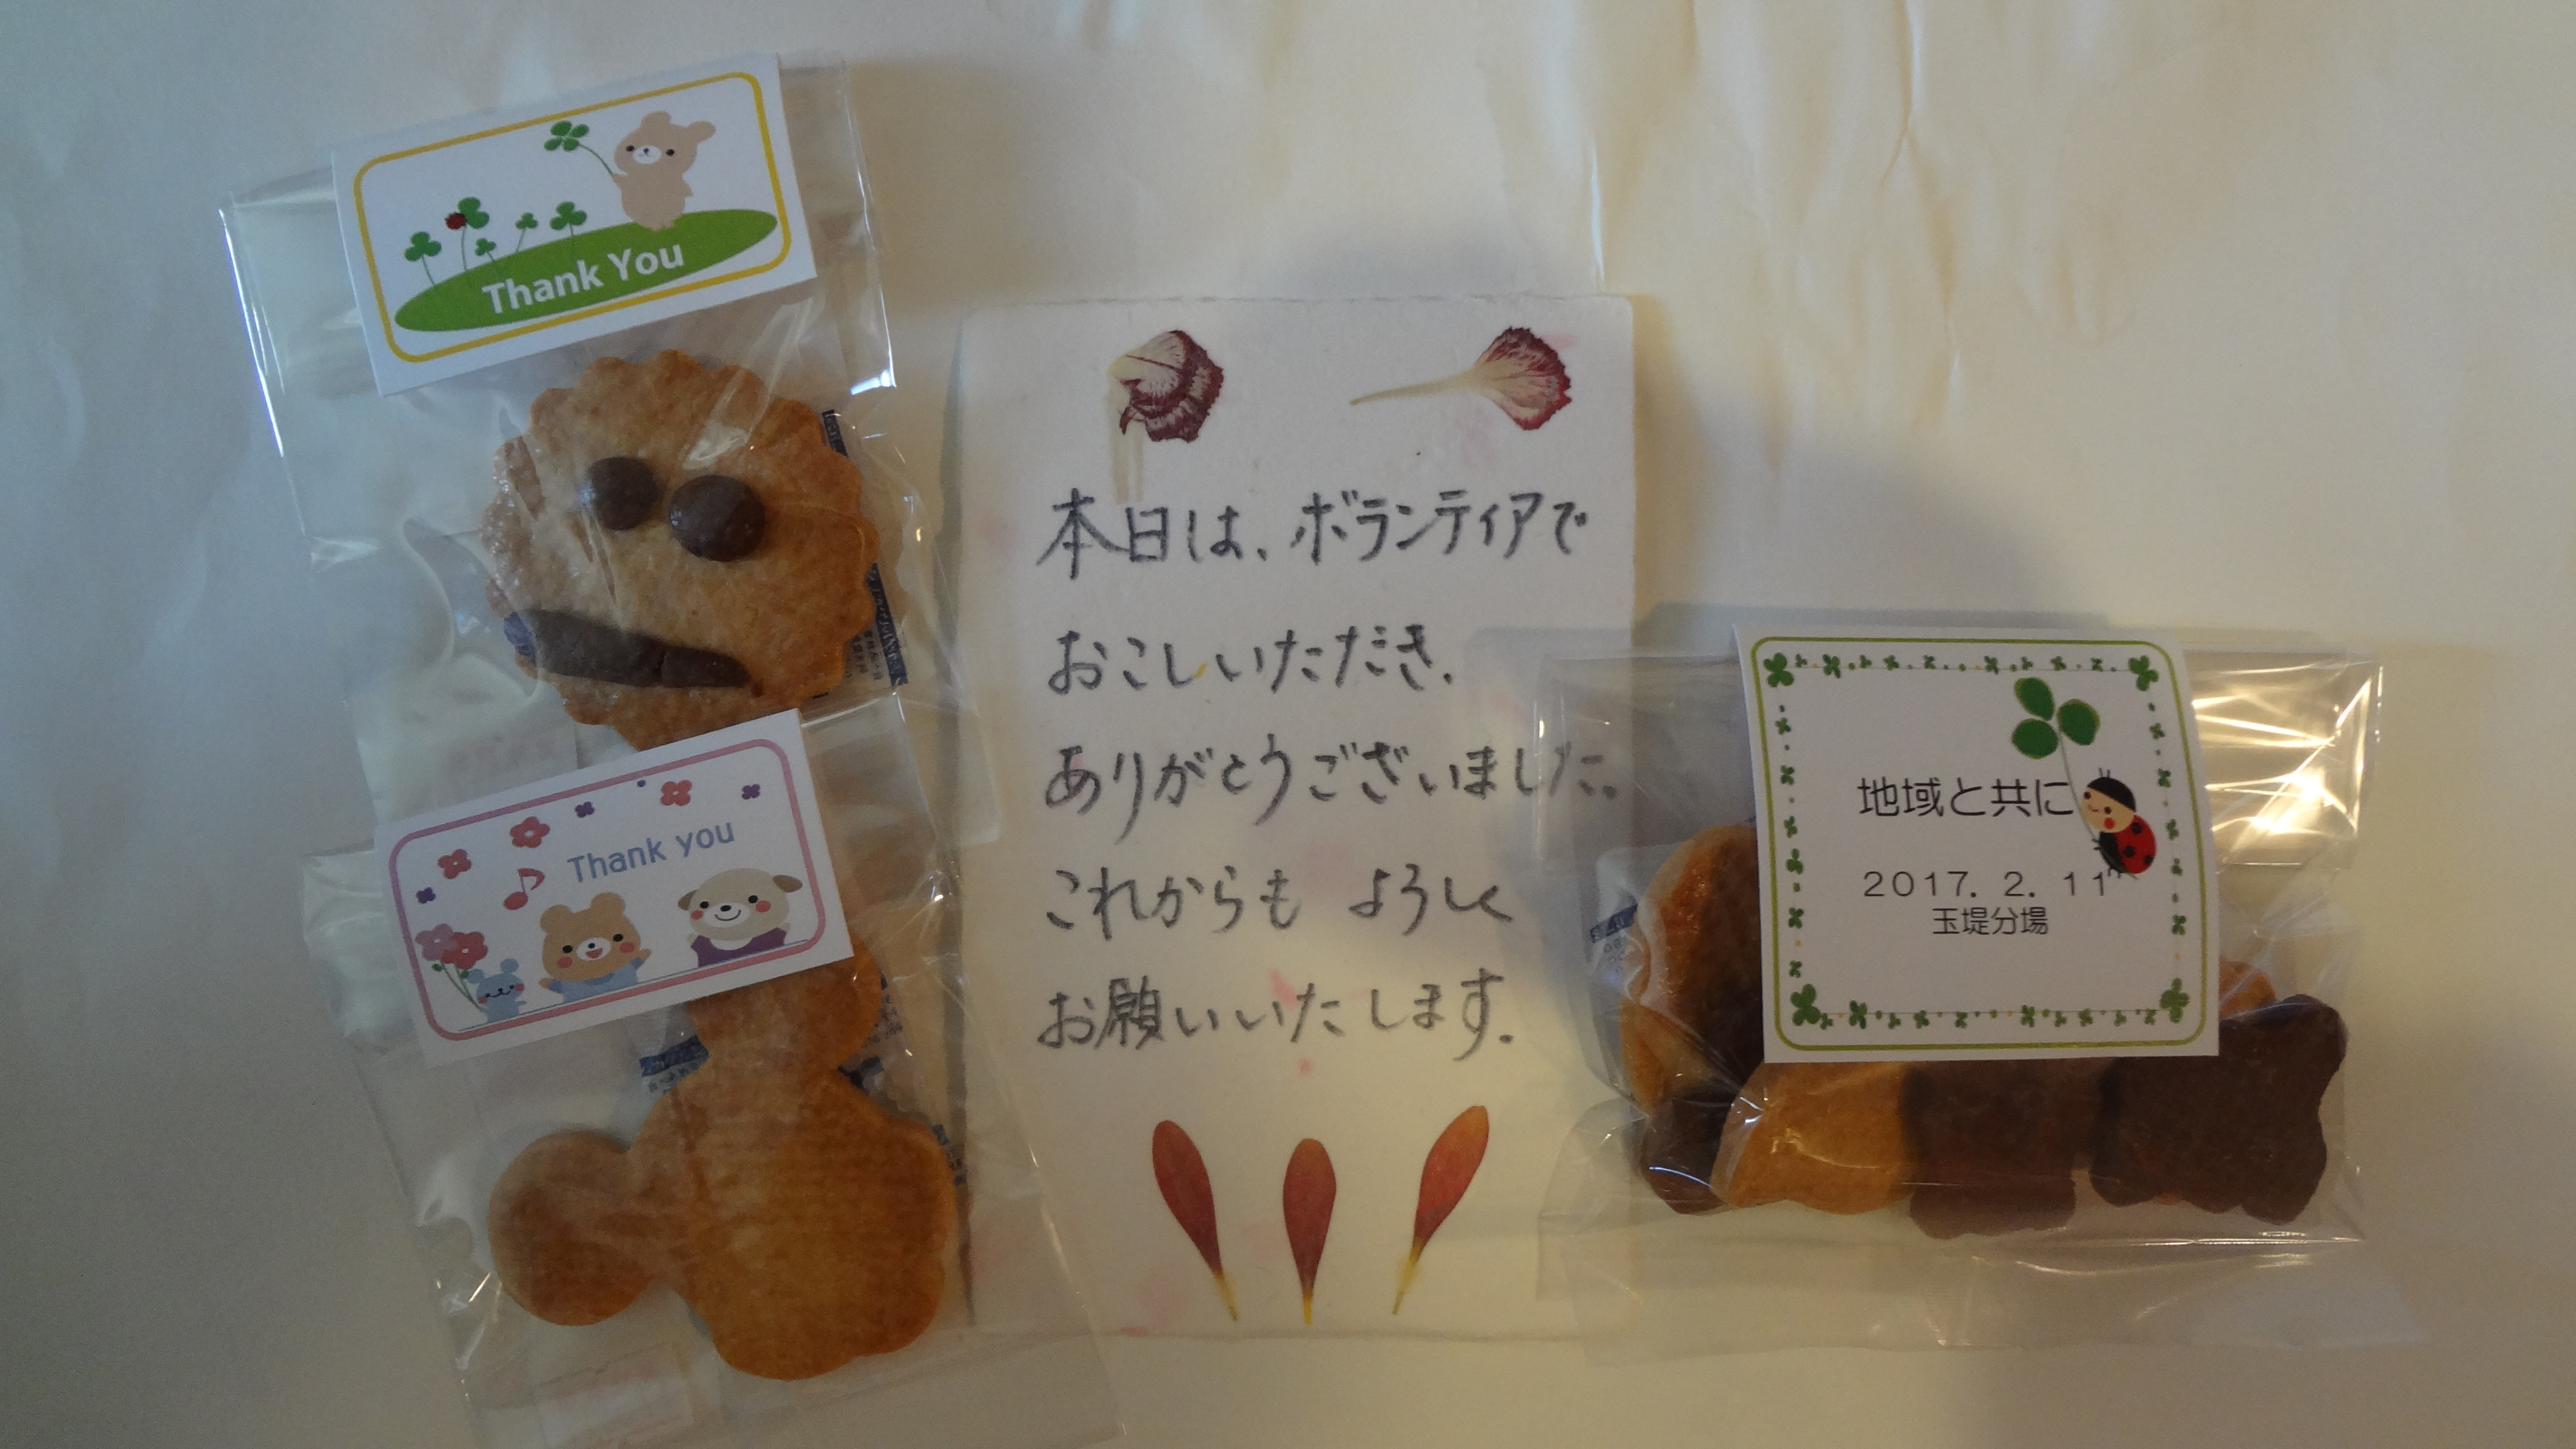 Thank You
Thank you
本日は、ボランティアで
おこしいただき、
ありがとうございました。
これからも よろしく
お願いいたします。
地域と共に
2017. 2. 11
玉堤分場